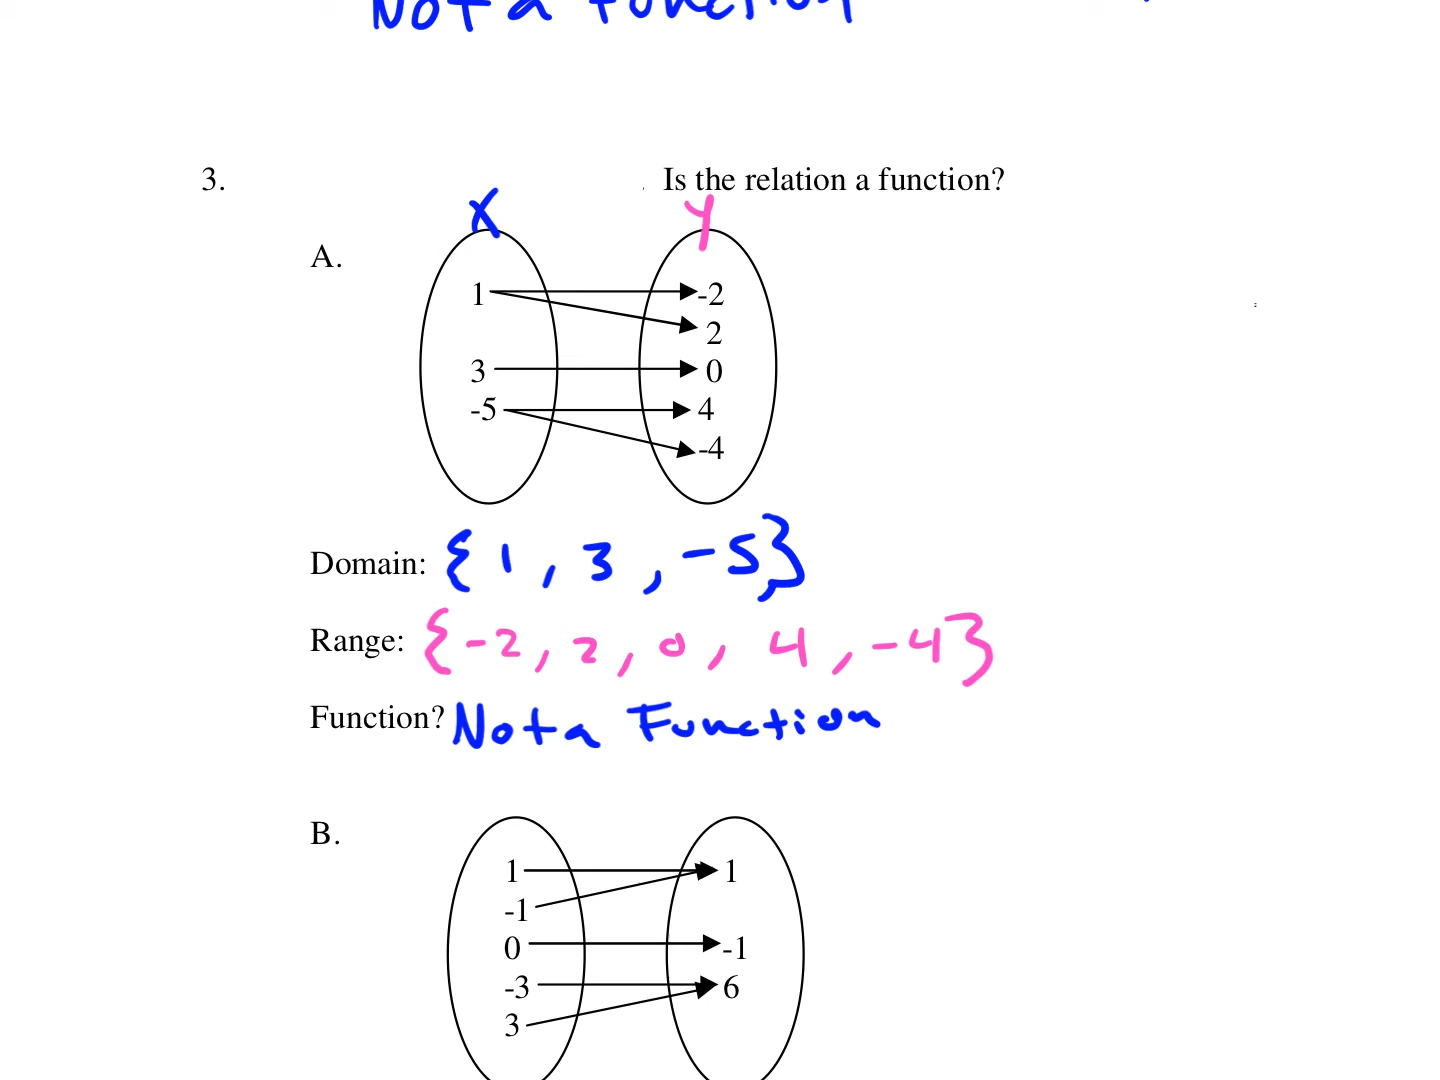 Not a function
3. Is the relation a function?
x y
A.
1 -2
2
3 0
-5 4
-4
Domain: {1, 3, -5}
Range: {-2, 2, 0, 4, -4}
Function? Not a Function
B.
1 1
-1
0 -1
-3 6
3